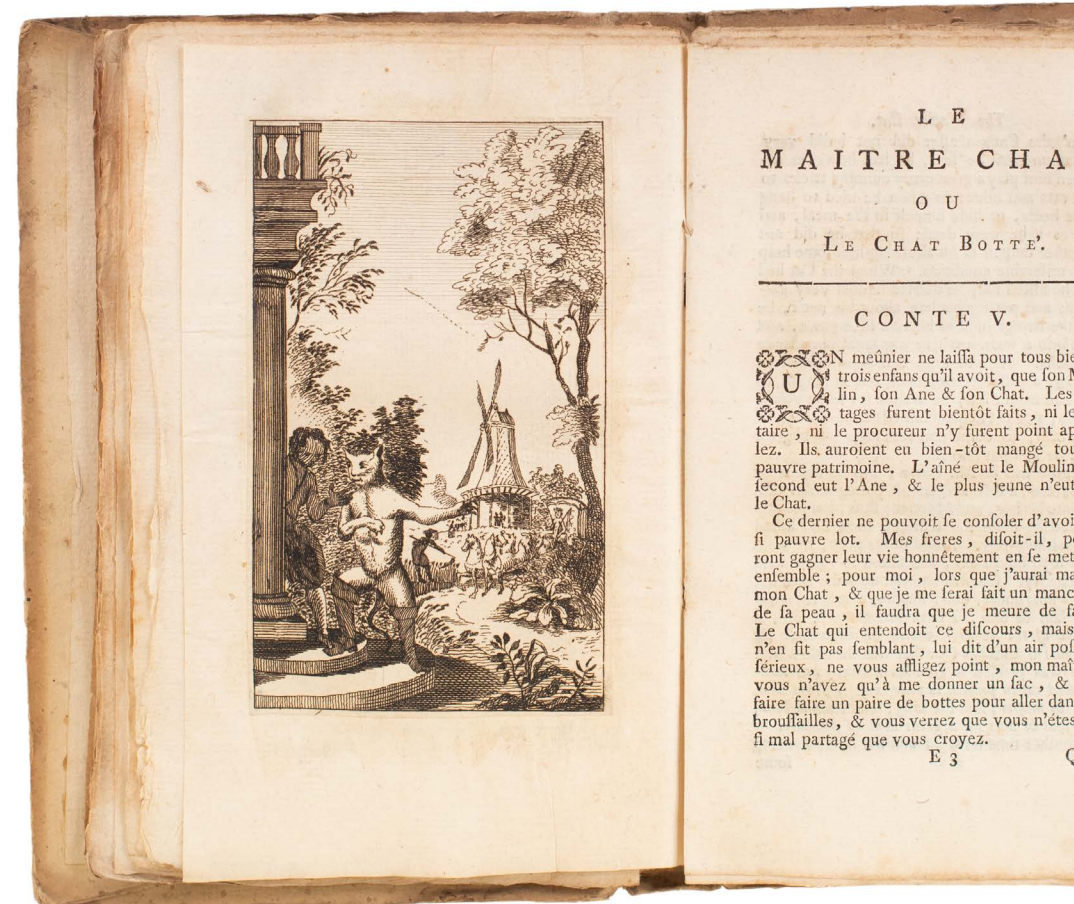 LE
MAITRE CHA
OU
LE CHAT BOTTE'.
CONTE V.
UN meûnier ne laiſſa pour tous bie
trois enfans qu'il avoit, que ſon M
lin, ſon Ane & ſon Chat. Les
tages furent bientôt faits, ni le
taire, ni le procureur n'y furent point ap
lez. Ils. auroient eu bien-tôt mangé tou
pauvre patrimoine. L'aîné eut le Moulin
ſecond eut l'Ane, & le plus jeune n'eut
le Chat.
Ce dernier ne pouvoit ſe conſoler d'avoi
ſi pauvre lot. Mes freres, diſoit-il, po
ront gagner leur vie honnêtement en ſe met
enſemble; pour moi, lors que j'aurai ma
mon Chat, & que je me ſerai fait un manc
de ſa peau, il faudra que je meure de fa
Le Chat qui entendoit ce diſcours, mais
n'en fit pas ſemblant, lui dit d'un air poſ
ſérieux, ne vous affligez point, mon maî
vous n'avez qu'à me donner un ſac, &
faire faire un paire de bottes pour aller dan
brouſſailles, & vous verrez que vous n'étes
ſi mal partagé que vous croyez.
E 3